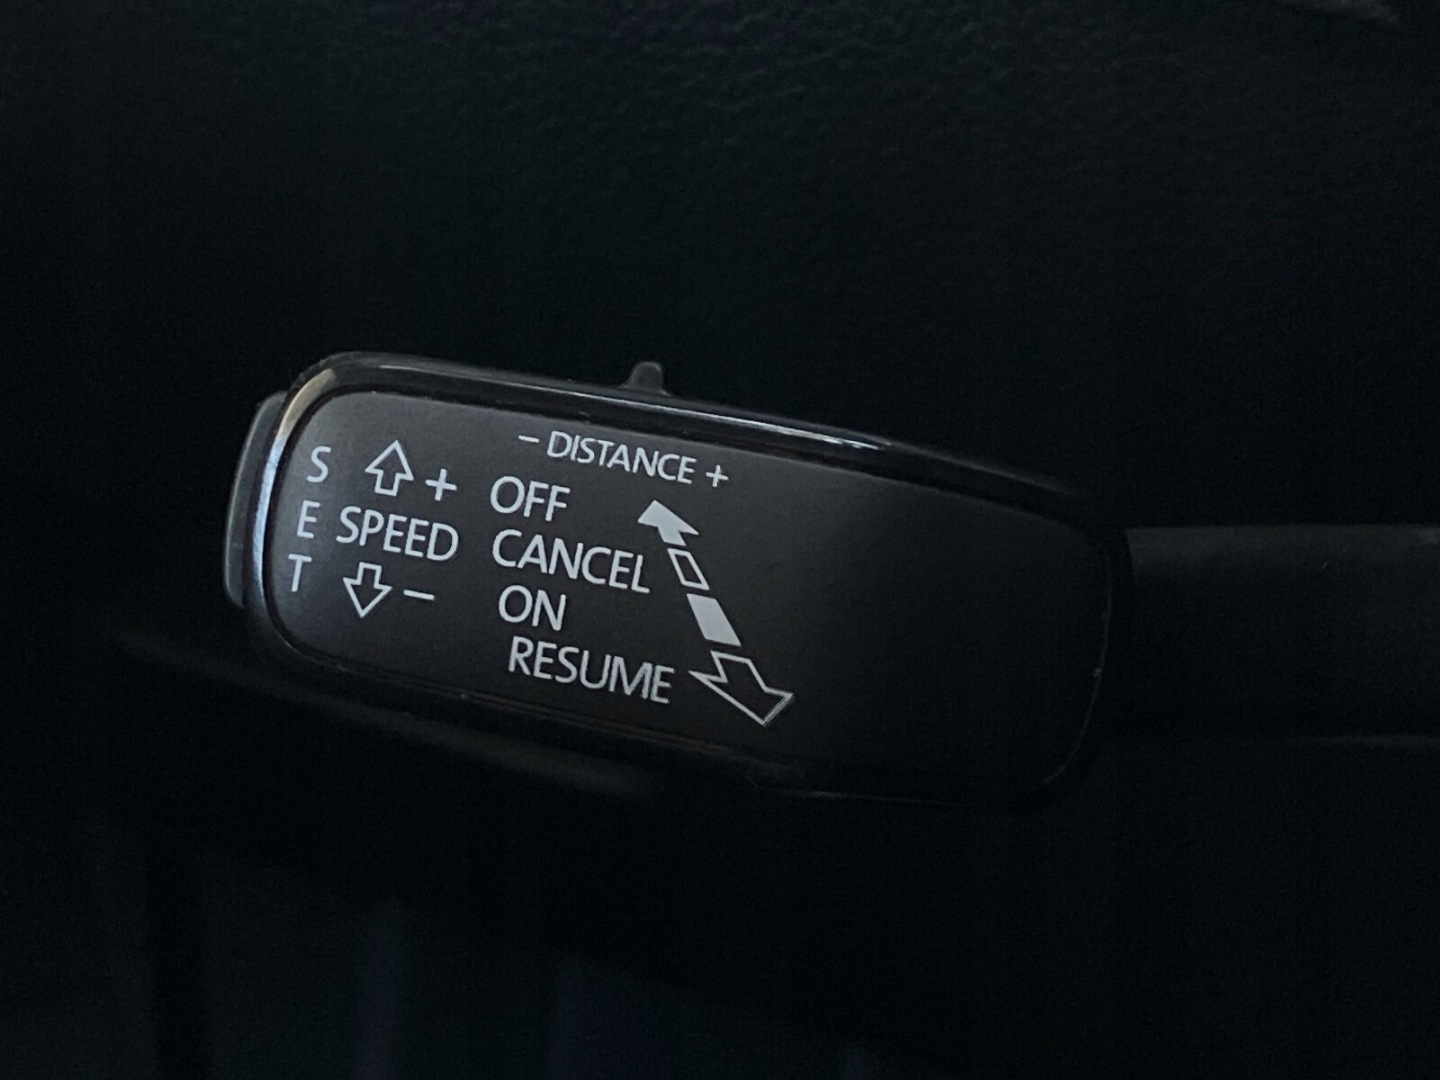 – DISTANCE +
S
E
T
+
SPEED
–
OFF
CANCEL
ON
RESUME